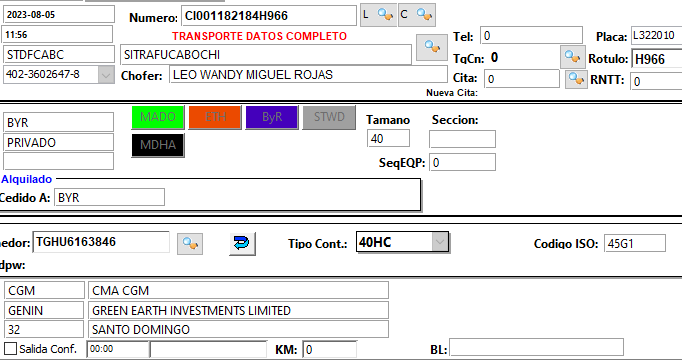 2023-08-05 Numero: CI001182184H966 L C
11:56 TRANSPORTE DATOS COMPLETO Tel: 0 Placa: L322010
STDFCABC SITRAFUCABOCHI TqCn: 0 Rotulo: H966
402-3602647-8 Chofer: LEO WANDY MIGUEL ROJAS Cita: 0 RNTT: 0
Nueva Cita:
BYR MADO ETH ByR STWD Tamano Seccion:
PRIVADO MDHA 40
SeqEQP: 0
Alquilado
Cedido A: BYR
nedor: TGHU6163846 Tipo Cont.: 40HC Codigo ISO: 45G1
dpw:
CGM CMA CGM
GENIN GREEN EARTH INVESTMENTS LIMITED
32 SANTO DOMINGO
Salida Conf. 00:00 KM: 0 BL: